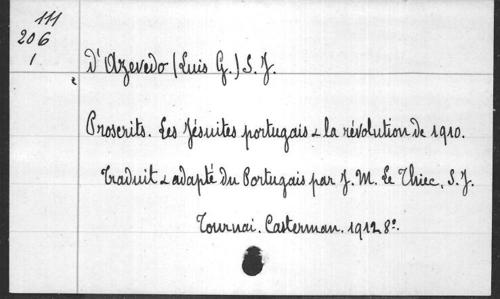 111
206
1
D'Azevedo (Luis G.) S.J.
Proscrits. Les Jésuites portugais & la révolution de 1910.
Traduit & adapté du Portugais par J. M. Le Thiec, S.J.
Tournai. Casterman. 1912 8º.